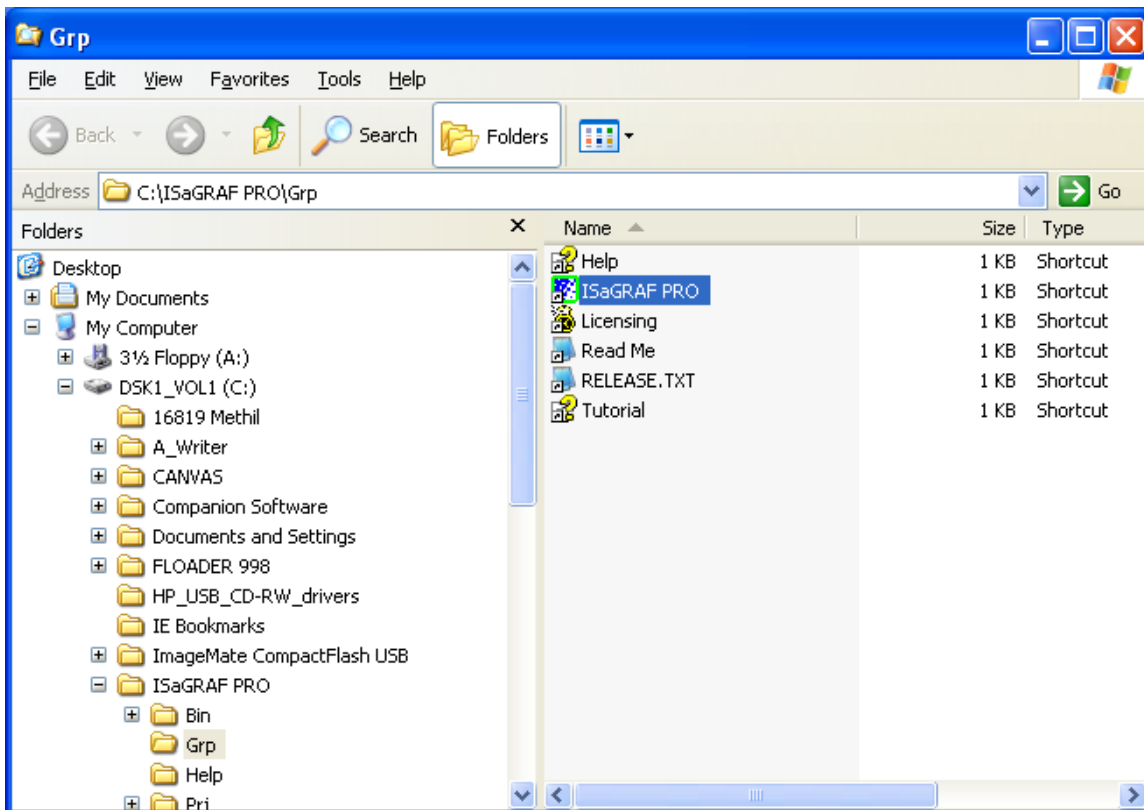 Grp
File Edit View Favorites Tools Help
Back Search Folders
Address C:\ISaGRAF PRO\Grp Go
Folders
Desktop
My Documents
My Computer
3½ Floppy (A:)
DSK1_VOL1 (C:)
16819 Methil
A_Writer
CANVAS
Companion Software
Documents and Settings
FLOADER 998
HP_USB_CD-RW_drivers
IE Bookmarks
ImageMate CompactFlash USB
ISaGRAF PRO
Bin
Grp
Help
Prj
Name Size Type
Help 1 KB Shortcut
ISaGRAF PRO 1 KB Shortcut
Licensing 1 KB Shortcut
Read Me 1 KB Shortcut
RELEASE.TXT 1 KB Shortcut
Tutorial 1 KB Shortcut